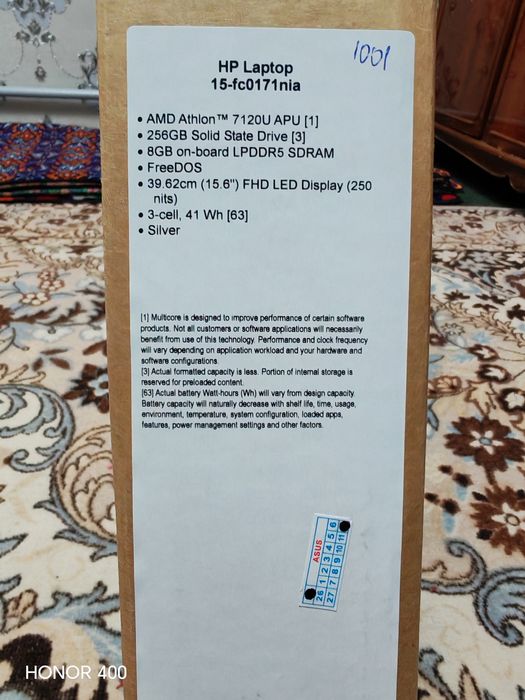 1001
HP Laptop
15-fc0171nia
• AMD Athlon™ 7120U APU [1]
• 256GB Solid State Drive [3]
• 8GB on-board LPDDR5 SDRAM
• FreeDOS
• 39.62cm (15.6") FHD LED Display (250
nits)
• 3-cell, 41 Wh [63]
• Silver
[1] Multicore is designed to improve performance of certain software
products. Not all customers or software applications will necessarily
benefit from use of this technology. Performance and clock frequency
will vary depending on application workload and your hardware and
software configurations.
[3] Actual formatted capacity is less. Portion of internal storage is
reserved for preloaded content.
[63] Actual battery Watt-hours (Wh) will vary from design capacity.
Battery capacity will naturally decrease with shelf life, time, usage,
environment, temperature, system configuration, loaded apps,
features, power management settings and other factors.
ASUS
26 1 2 3 4 5 6
27 7 8 9 10 11
HONOR 400